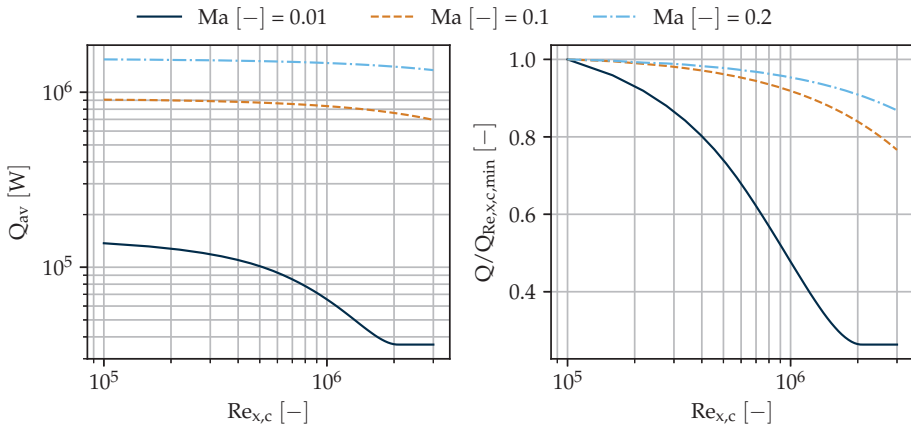 Ma [−] = 0.01 Ma [−] = 0.1 Ma [−] = 0.2
Q_av [W]
10^6
10^5
10^5 10^6
Re_x,c [−]
Q/Q_Re,x,c,min [−]
1.0
0.8
0.6
0.4
10^5 10^6
Re_x,c [−]